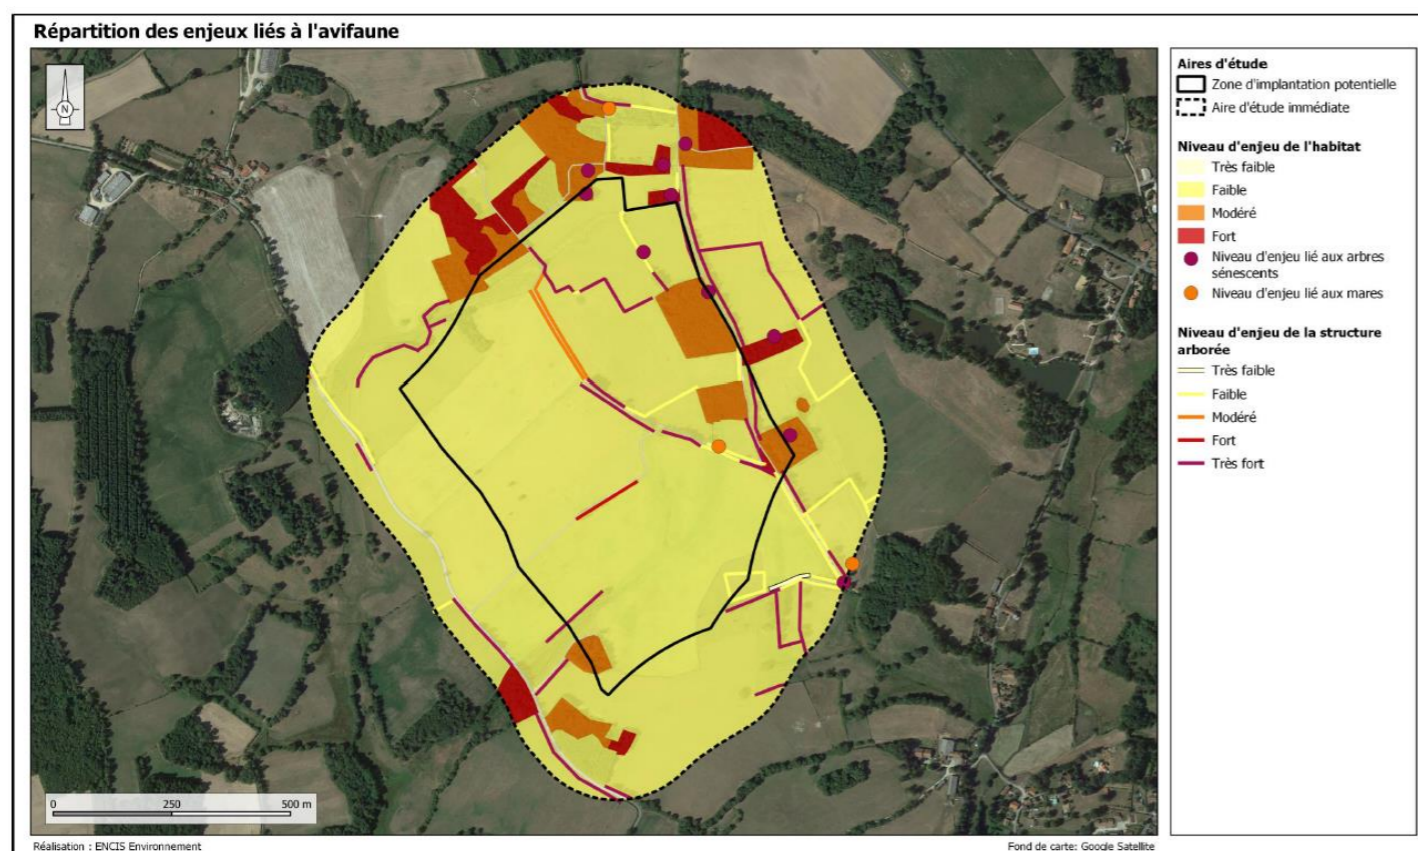 Répartition des enjeux liés à l'avifaune
N
0 250 500 m
Réalisation : ENCIS Environnement
Fond de carte: Google Satellite
Aires d'étude
Zone d'implantation potentielle
Aire d'étude immédiate
Niveau d'enjeu de l'habitat
Très faible
Faible
Modéré
Fort
Niveau d'enjeu lié aux arbres
sénescents
Niveau d'enjeu lié aux mares
Niveau d'enjeu de la structure
arborée
Très faible
Faible
Modéré
Fort
Très fort